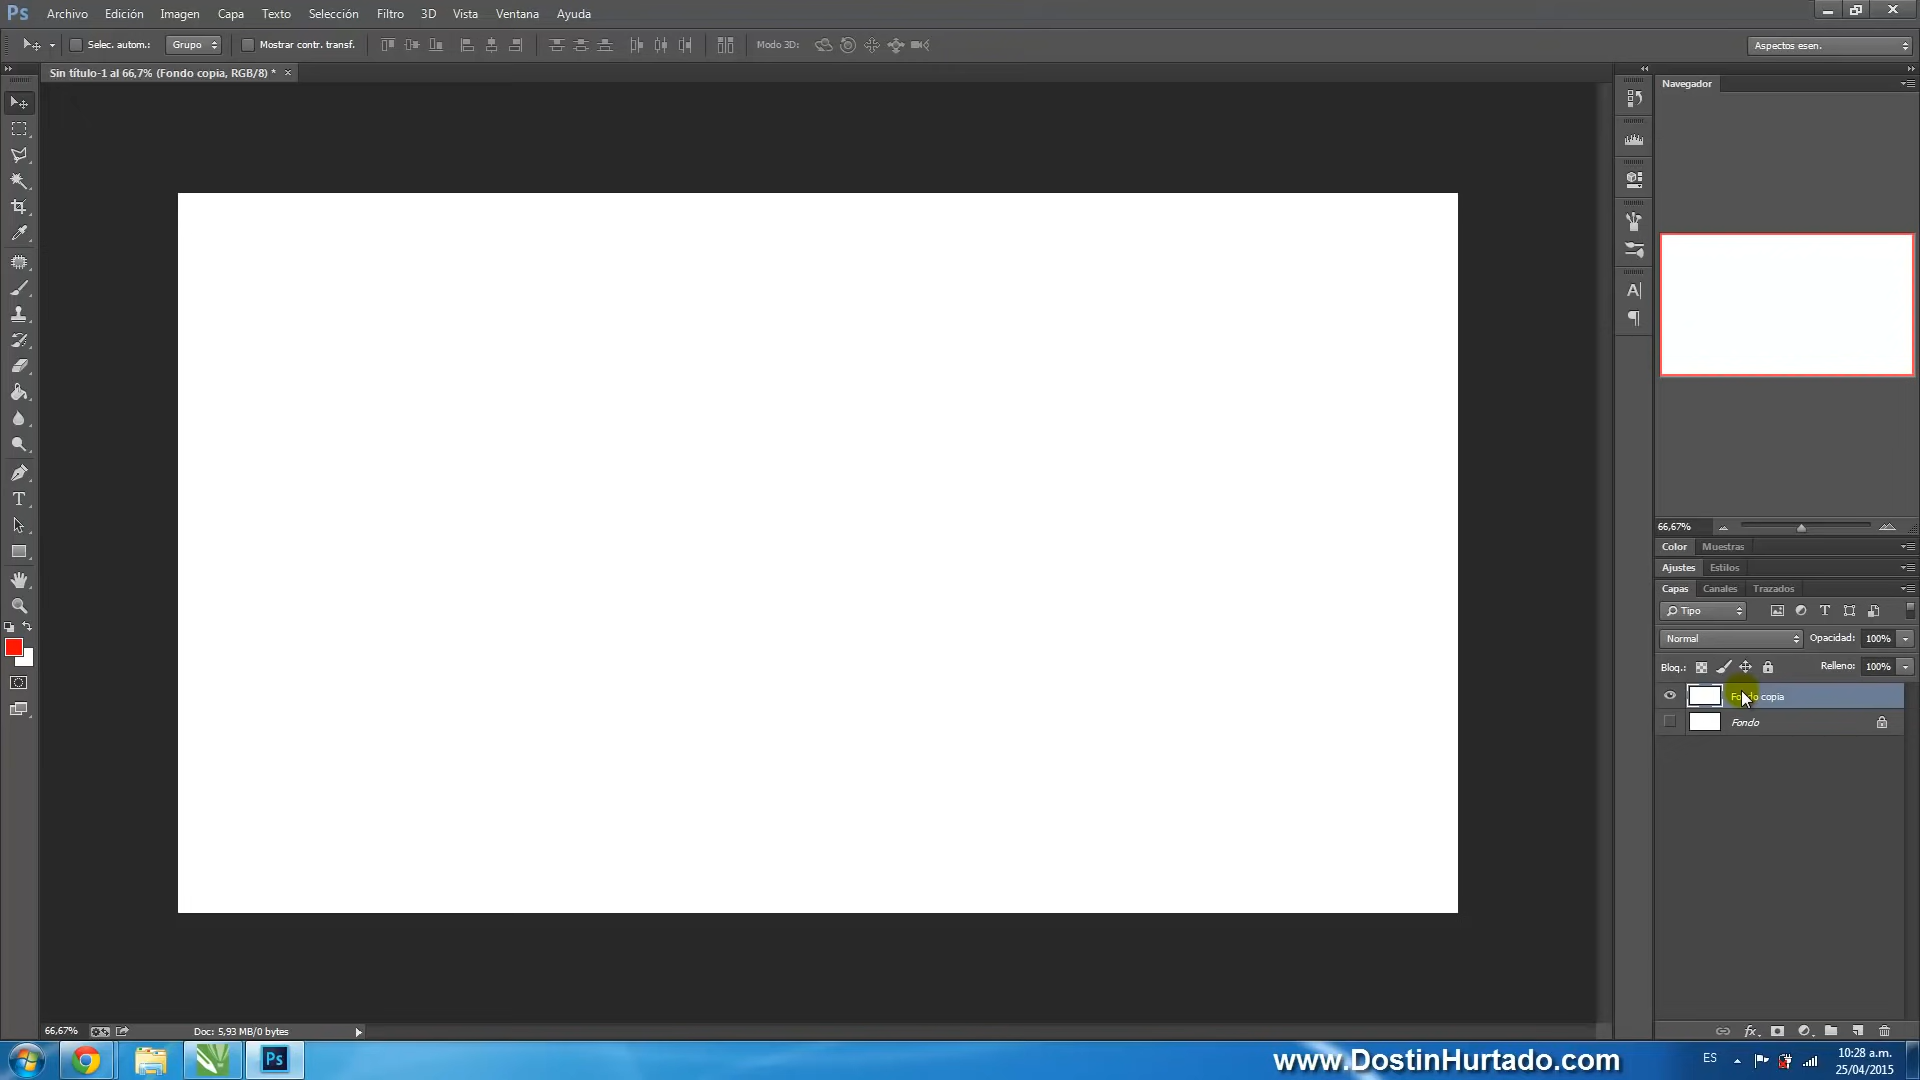 Ps Archivo Edición Imagen Capa Texto Selección Filtro 3D Vista Ventana Ayuda
Selec. autom.: Grupo Mostrar contr. transf. Modo 3D: Aspectos esen.
Sin título-1 al 66,7% (Fondo copia, RGB/8) *
Navegador
66,67%
Color Muestras
Ajustes Estilos
Capas Canales Trazados
Tipo
Normal Opacidad: 100%
Bloq.: Relleno: 100%
Fondo copia
Fondo
66,67% Doc: 5,93 MB/0 bytes
Ps
www.DostinHurtado.com
ES
10:28 a.m.
25/04/2015